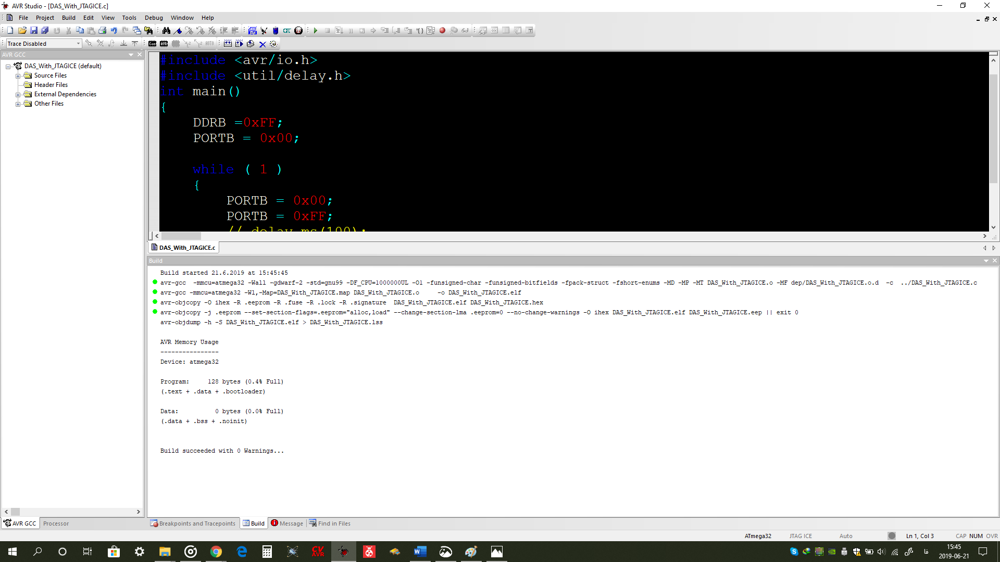 AVR Studio - [DAS_With_JTAGICE.c]
File Project Build Edit View Tools Debug Window Help
Trace Disabled
AUTO
AVR GCC
DAS_With_JTAGICE (default)
Source Files
Header Files
External Dependencies
Other Files
#include <avr/io.h>
#include <util/delay.h>
int main()
{
DDRB =0xFF;
PORTB = 0x00;
while ( 1 )
{
PORTB = 0x00;
PORTB = 0xFF;
// delay ms(100);
DAS_With_JTAGICE.c
Build
Build started 21.6.2019 at 15:45:45
avr-gcc -mmcu=atmega32 -Wall -gdwarf-2 -std=gnu99 -DF_CPU=1000000UL -O1 -funsigned-char -funsigned-bitfields -fpack-struct -fshort-enums -MD -MP -MT DAS_With_JTAGICE.o -MF dep/DAS_With_JTAGICE.o.d -c ../DAS_With_JTAGICE.c
avr-gcc -mmcu=atmega32 -Wl,-Map=DAS_With_JTAGICE.map DAS_With_JTAGICE.o -o DAS_With_JTAGICE.elf
avr-objcopy -O ihex -R .eeprom -R .fuse -R .lock -R .signature DAS_With_JTAGICE.elf DAS_With_JTAGICE.hex
avr-objcopy -j .eeprom --set-section-flags=.eeprom="alloc,load" --change-section-lma .eeprom=0 --no-change-warnings -O ihex DAS_With_JTAGICE.elf DAS_With_JTAGICE.eep || exit 0
avr-objdump -h -S DAS_With_JTAGICE.elf > DAS_With_JTAGICE.lss
AVR Memory Usage
----------------
Device: atmega32
Program: 128 bytes (0.4% Full)
(.text + .data + .bootloader)
Data: 0 bytes (0.0% Full)
(.data + .bss + .noinit)
Build succeeded with 0 Warnings...
AVR GCC Processor
Breakpoints and Tracepoints Build Message Find in Files
ATmega32 JTAG ICE Auto Ln 1, Col 3 CAP NUM OVR
CV AVR
فا
15:45
2019-06-21